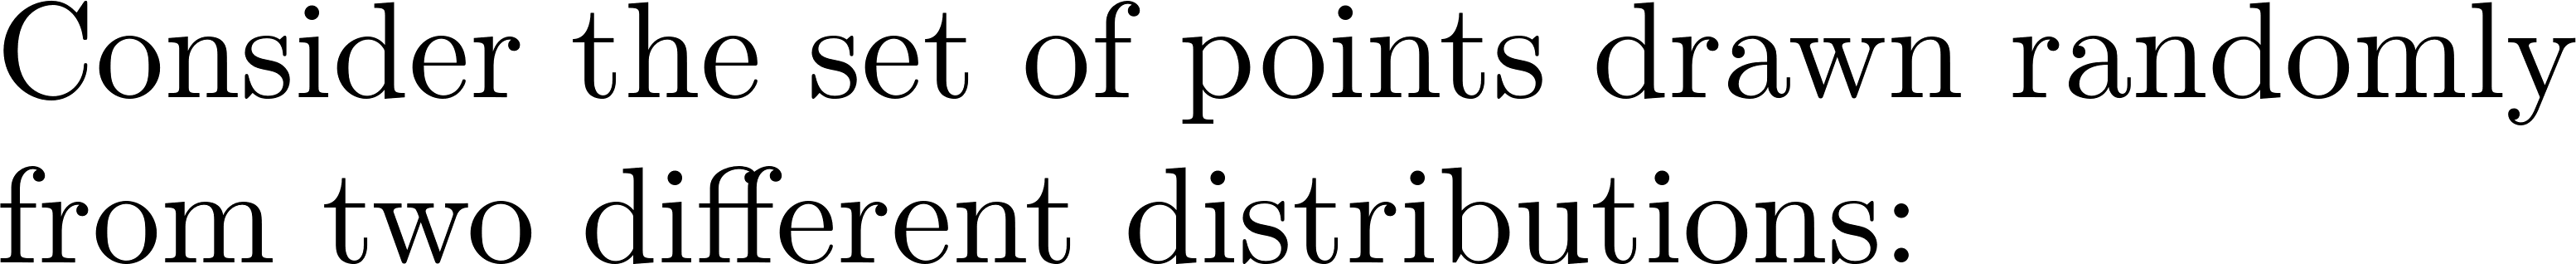 Consider the set of points drawn randomly
from two different distributions: